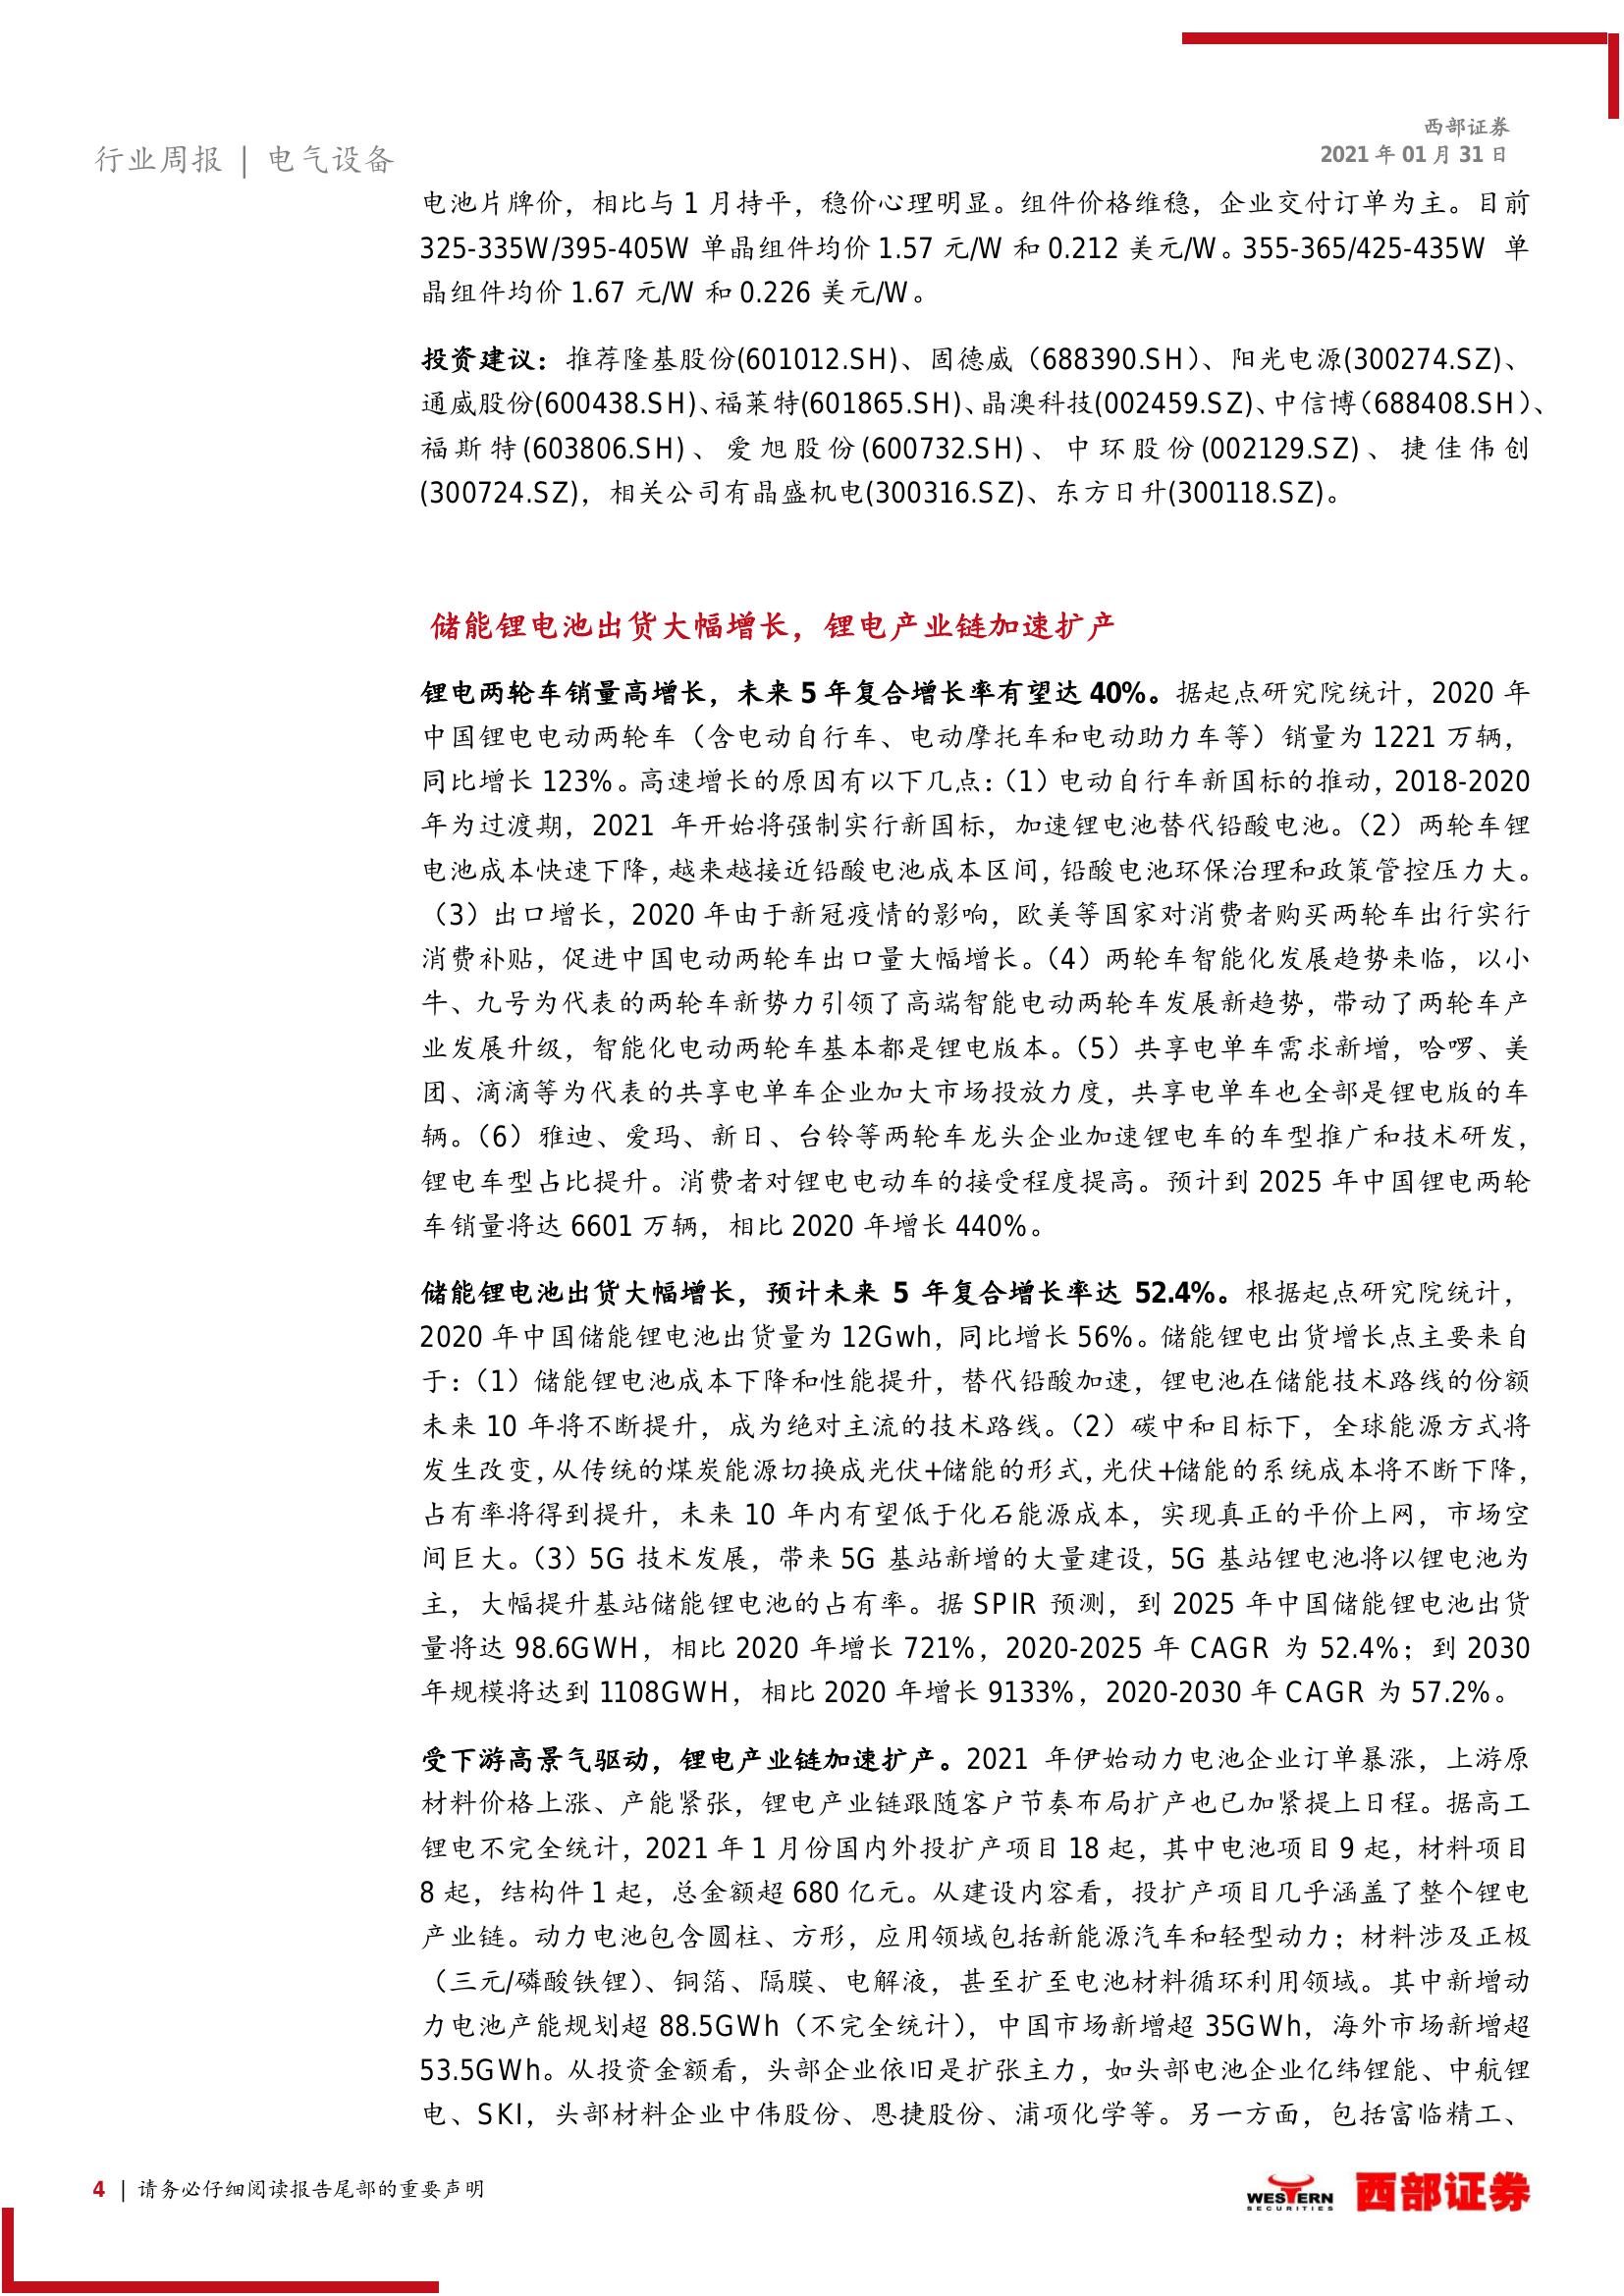 西部证券
2021 年 01 月 31 日
行业周报 | 电气设备
电池片牌价，相比与 1 月持平，稳价心理明显。组件价格维稳，企业交付订单为主。目前
325-335W/395-405W 单晶组件均价 1.57 元/W 和 0.212 美元/W。355-365/425-435W 单
晶组件均价 1.67 元/W 和 0.226 美元/W。
投资建议：推荐隆基股份(601012.SH)、固德威（688390.SH）、阳光电源(300274.SZ)、
通威股份(600438.SH)、福莱特(601865.SH)、晶澳科技(002459.SZ)、中信博（688408.SH）、
福斯特(603806.SH)、爱旭股份(600732.SH)、中环股份(002129.SZ)、捷佳伟创
(300724.SZ)，相关公司有晶盛机电(300316.SZ)、东方日升(300118.SZ)。
储能锂电池出货大幅增长，锂电产业链加速扩产
锂电两轮车销量高增长，未来 5 年复合增长率有望达 40%。据起点研究院统计，2020 年
中国锂电电动两轮车（含电动自行车、电动摩托车和电动助力车等）销量为 1221 万辆，
同比增长 123%。高速增长的原因有以下几点：（1）电动自行车新国标的推动，2018-2020
年为过渡期，2021 年开始将强制实行新国标，加速锂电池替代铅酸电池。（2）两轮车锂
电池成本快速下降，越来越接近铅酸电池成本区间，铅酸电池环保治理和政策管控压力大。
（3）出口增长，2020 年由于新冠疫情的影响，欧美等国家对消费者购买两轮车出行实行
消费补贴，促进中国电动两轮车出口量大幅增长。（4）两轮车智能化发展趋势来临，以小
牛、九号为代表的两轮车新势力引领了高端智能电动两轮车发展新趋势，带动了两轮车产
业发展升级，智能化电动两轮车基本都是锂电版本。（5）共享电单车需求新增，哈啰、美
团、滴滴等为代表的共享电单车企业加大市场投放力度，共享电单车也全部是锂电版的车
辆。（6）雅迪、爱玛、新日、台铃等两轮车龙头企业加速锂电车的车型推广和技术研发，
锂电车型占比提升。消费者对锂电电动车的接受程度提高。预计到 2025 年中国锂电两轮
车销量将达 6601 万辆，相比 2020 年增长 440%。
储能锂电池出货大幅增长，预计未来 5 年复合增长率达 52.4%。根据起点研究院统计，
2020 年中国储能锂电池出货量为 12Gwh，同比增长 56%。储能锂电出货增长点主要来自
于：（1）储能锂电池成本下降和性能提升，替代铅酸加速，锂电池在储能技术路线的份额
未来 10 年将不断提升，成为绝对主流的技术路线。（2）碳中和目标下，全球能源方式将
发生改变，从传统的煤炭能源切换成光伏+储能的形式，光伏+储能的系统成本将不断下降，
占有率将得到提升，未来 10 年内有望低于化石能源成本，实现真正的平价上网，市场空
间巨大。（3）5G 技术发展，带来 5G 基站新增的大量建设，5G 基站锂电池将以锂电池为
主，大幅提升基站储能锂电池的占有率。据 SPIR 预测，到 2025 年中国储能锂电池出货
量将达 98.6GWH，相比 2020 年增长 721%，2020-2025 年 CAGR 为 52.4%；到 2030
年规模将达到 1108GWH，相比 2020 年增长 9133%，2020-2030 年 CAGR 为 57.2%。
受下游高景气驱动，锂电产业链加速扩产。2021 年伊始动力电池企业订单暴涨，上游原
材料价格上涨、产能紧张，锂电产业链跟随客户节奏布局扩产也已加紧提上日程。据高工
锂电不完全统计，2021 年 1 月份国内外投扩产项目 18 起，其中电池项目 9 起，材料项目
8 起，结构件 1 起，总金额超 680 亿元。从建设内容看，投扩产项目几乎涵盖了整个锂电
产业链。动力电池包含圆柱、方形，应用领域包括新能源汽车和轻型动力；材料涉及正极
（三元/磷酸铁锂）、铜箔、隔膜、电解液，甚至扩至电池材料循环利用领域。其中新增动
力电池产能规划超 88.5GWh（不完全统计），中国市场新增超 35GWh，海外市场新增超
53.5GWh。从投资金额看，头部企业依旧是扩张主力，如头部电池企业亿纬锂能、中航锂
电、SKI，头部材料企业中伟股份、恩捷股份、浦项化学等。另一方面，包括富临精工、
4 | 请务必仔细阅读报告尾部的重要声明
WESTERN
SECURITIES
西部证券